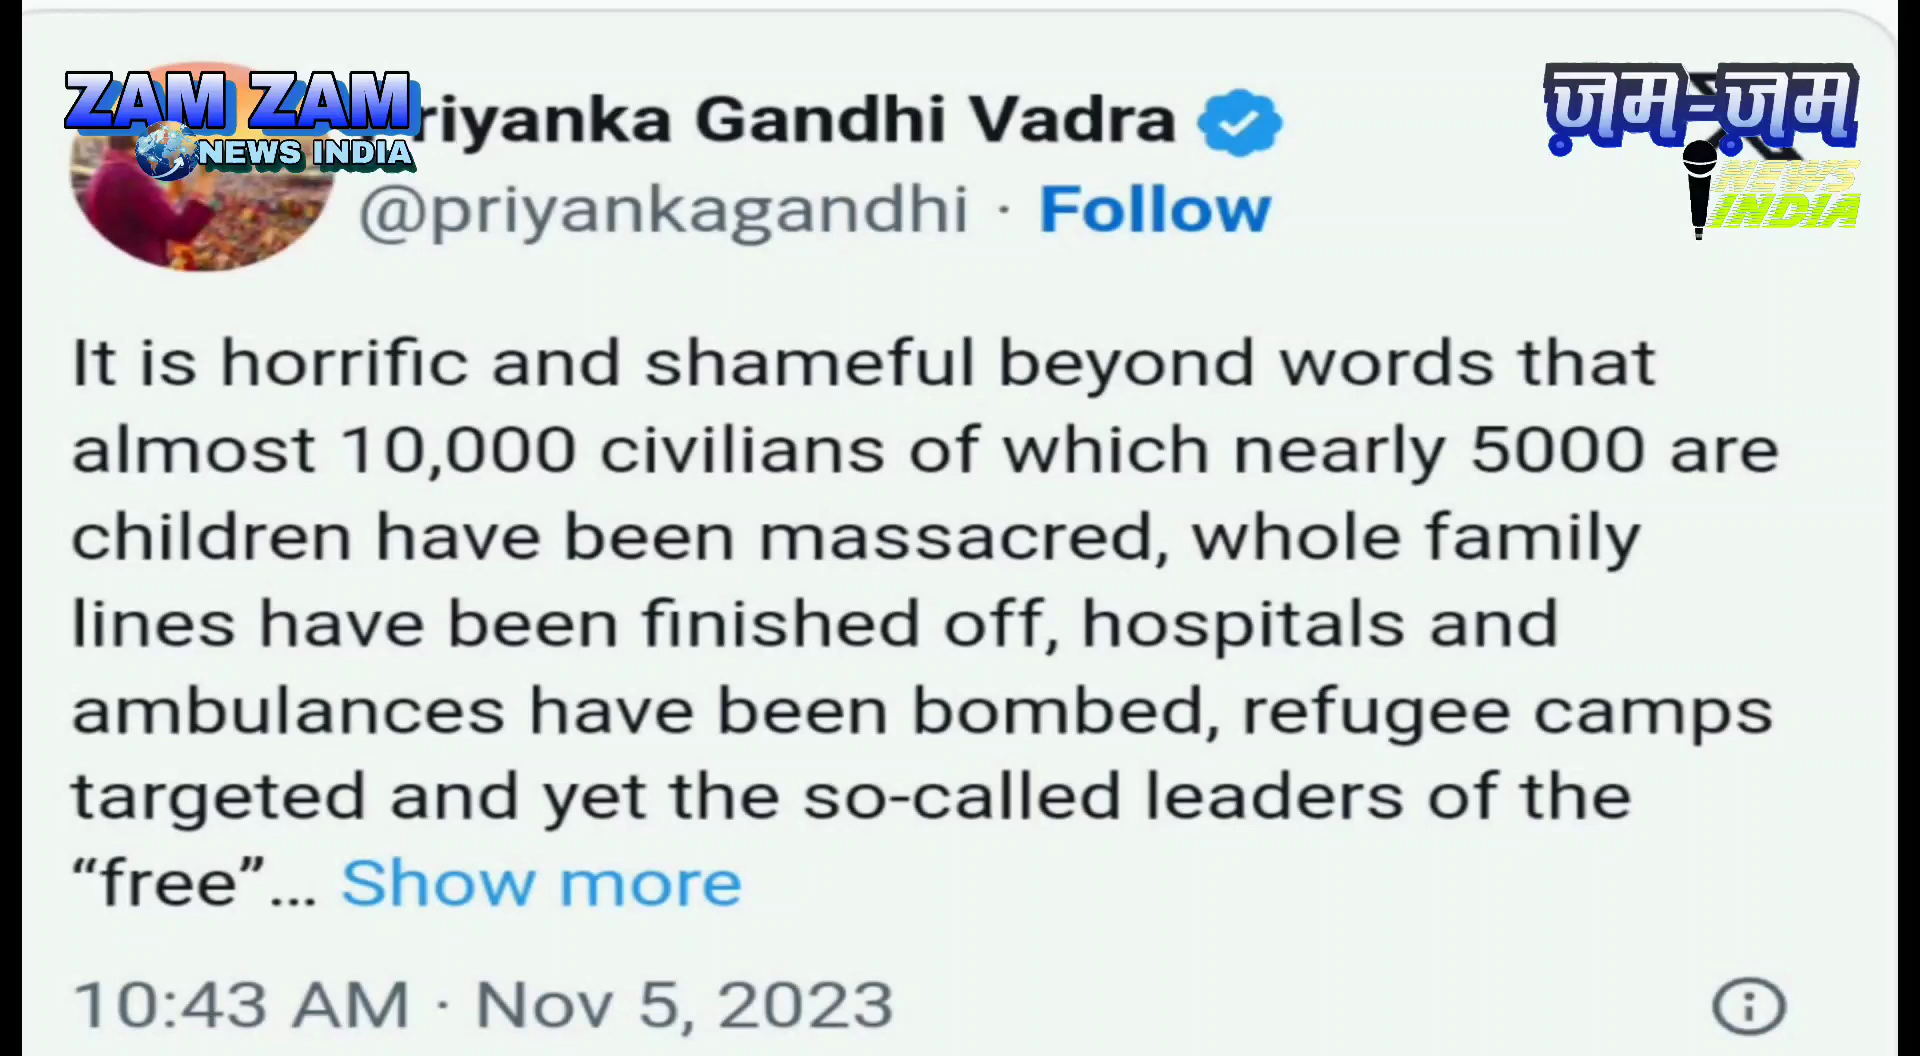 ZAM ZAM
NEWS INDIA
riyanka Gandhi Vadra
@priyankagandhi · Follow
ज़म-ज़म
NEWS
INDIA
It is horrific and shameful beyond words that
almost 10,000 civilians of which nearly 5000 are
children have been massacred, whole family
lines have been finished off, hospitals and
ambulances have been bombed, refugee camps
targeted and yet the so-called leaders of the
“free”... Show more
10:43 AM · Nov 5, 2023